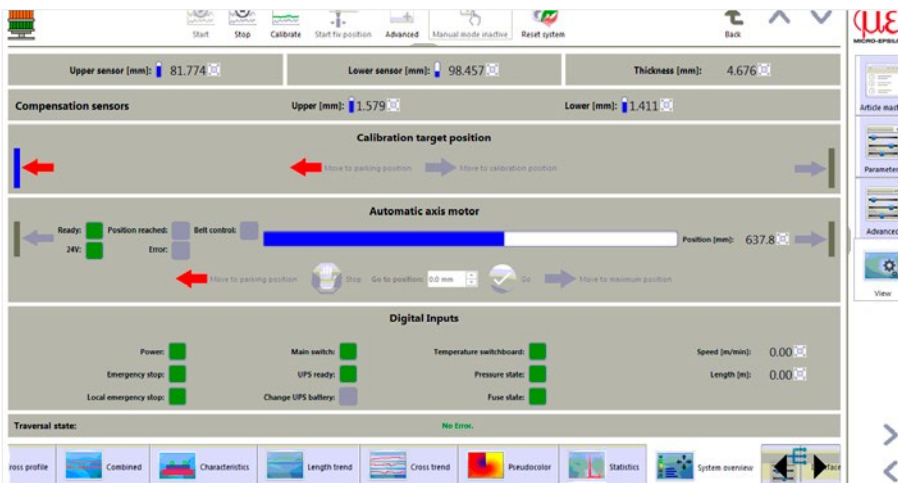 Start Stop Calibrate Start fix position Advanced Manual mode inactive Reset system Back
MICRO-EPSIL
Upper sensor [mm]: 81.774 Lower sensor [mm]: 98.457 Thickness [mm]: 4.676
Compensation sensors Upper [mm]: 1.579 Lower [mm]: 1.411
Article mast
Calibration target position
Move to parking position Move to calibration position
Parameter
Automatic axis motor
Ready: Position reached: Belt control: Position [mm]: 637.8
24V: Error:
Advanced
Move to parking position Stop Go to position: 0.0 mm Go Move to maximum position
View
Digital Inputs
Power: Main switch: Temperature switchboard: Speed [m/min]: 0.00
Emergency stop: UPS ready: Pressure state: Length [m]: 0.00
Local emergency stop: Change UPS battery: Fuse state:
Traversal state: No Error.
ross profile Combined Characteristics Length trend Cross trend Pseudocolor Statistics System overview face